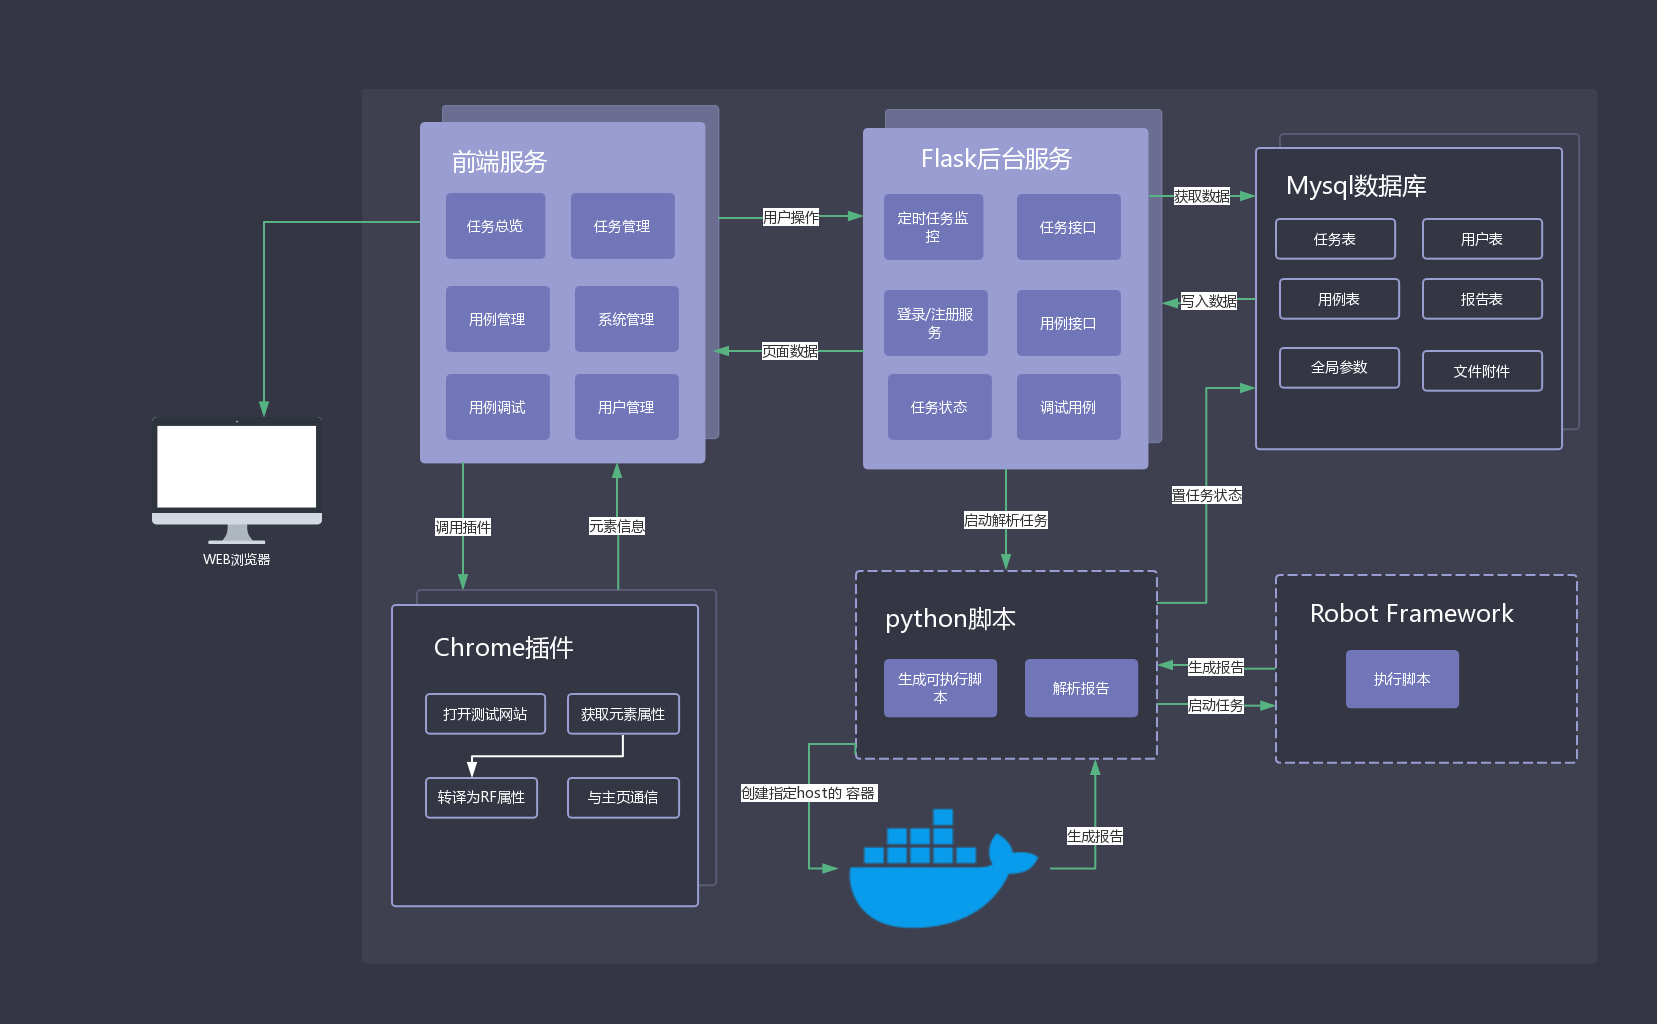 前端服务
任务总览
任务管理
用例管理
系统管理
用例调试
用户管理
用户操作
页面数据
Flask后台服务
定时任务监
控
任务接口
登录/注册服
务
用例接口
任务状态
调试用例
获取数据
写入数据
Mysql数据库
任务表
用户表
用例表
报告表
全局参数
文件附件
WEB浏览器
调用插件
元素信息
启动解析任务
置任务状态
Chrome插件
打开测试网站
获取元素属性
转译为RF属性
与主页通信
python脚本
生成可执行脚
本
解析报告
生成报告
启动任务
Robot Framework
执行脚本
创建指定host的 容器
生成报告